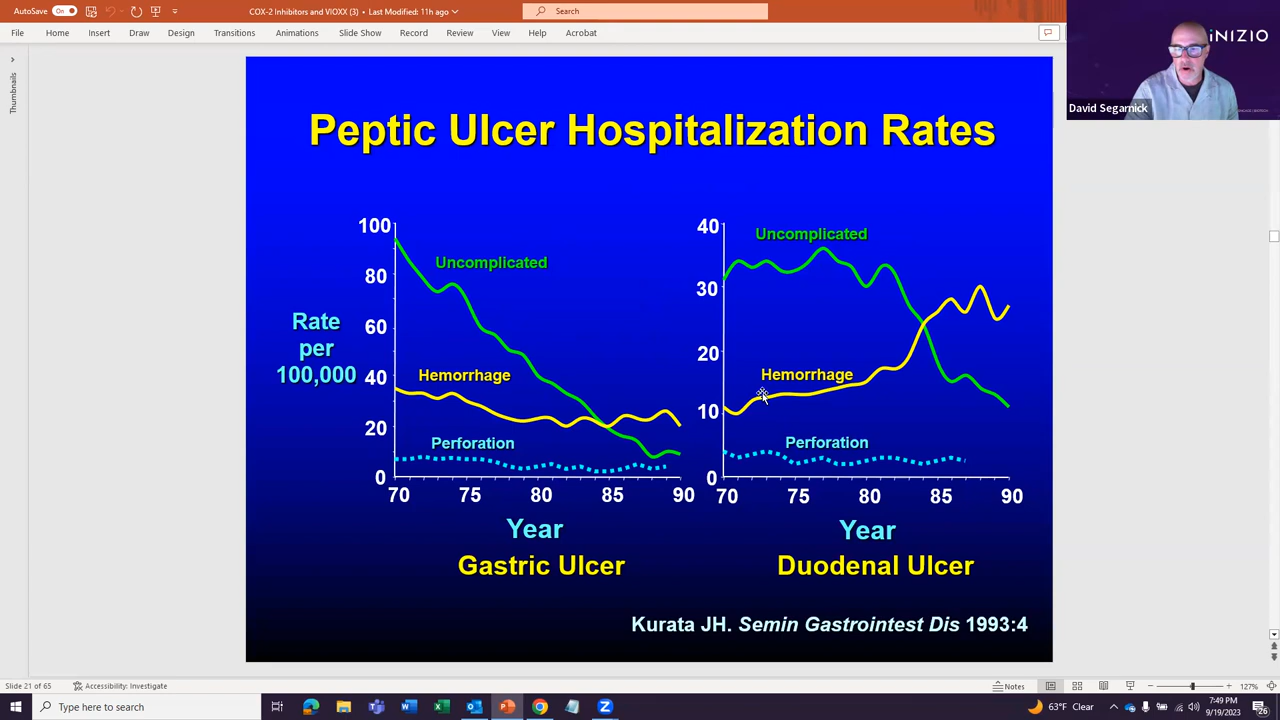 AutoSave On COX-2 Inhibitors and VIOXX (3) • Last Modified: 11h ago Search
File Home Insert Draw Design Transitions Animations Slide Show Record Review View Help Acrobat
iNIZIO
David Segarnick
Thumbnails
Peptic Ulcer Hospitalization Rates
Rate
per
100,000
100
80
60
40
20
0
Uncomplicated
Hemorrhage
Perforation
70 75 80 85 90
Year
Gastric Ulcer
40
30
20
10
0
Uncomplicated
Hemorrhage
Perforation
70 75 80 85 90
Year
Duodenal Ulcer
Kurata JH. Semin Gastrointest Dis 1993:4
Slide 21 of 65 Accessibility: Investigate Notes 127%
Type here to search 63°F Clear 7:49 PM
9/19/2023 26